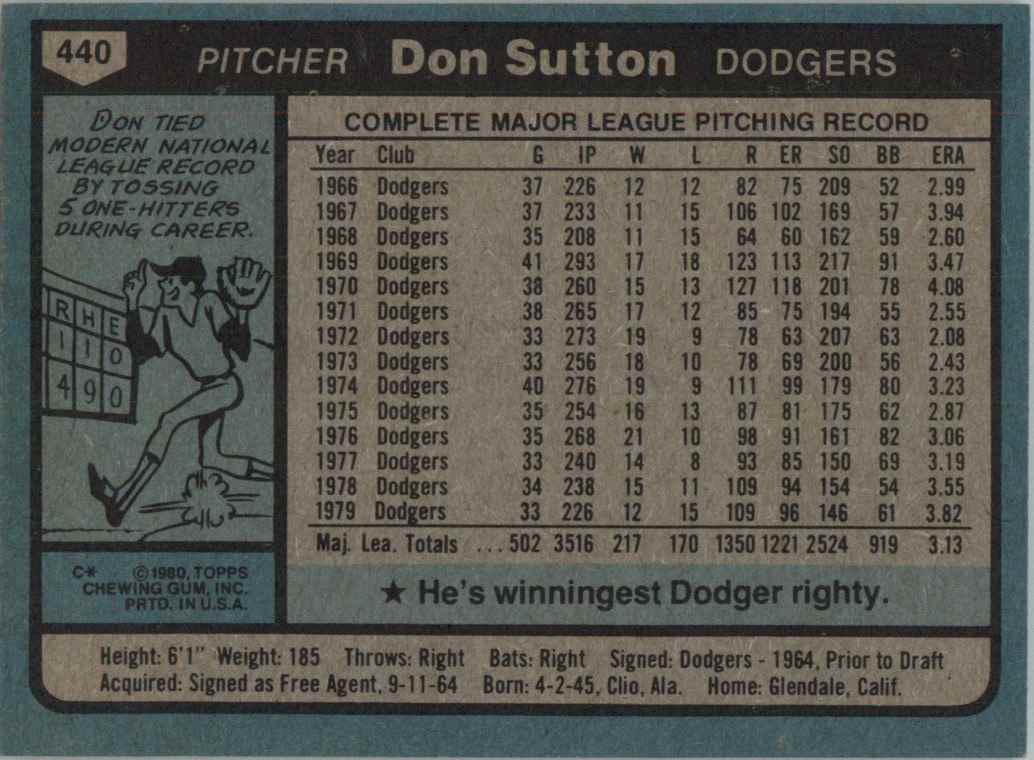 440 PITCHER Don Sutton DODGERS
DON TIED
MODERN NATIONAL
LEAGUE RECORD
BY TOSSING
5 ONE-HITTERS
DURING CAREER.
R H E
1 1 0
4 9 0
C* ©1980, TOPPS
CHEWING GUM, INC.
PRTD. IN U.S.A.
COMPLETE MAJOR LEAGUE PITCHING RECORD
Year Club G IP W L R ER SO BB ERA
1966 Dodgers 37 226 12 12 82 75 209 52 2.99
1967 Dodgers 37 233 11 15 106 102 169 57 3.94
1968 Dodgers 35 208 11 15 64 60 162 59 2.60
1969 Dodgers 41 293 17 18 123 113 217 91 3.47
1970 Dodgers 38 260 15 13 127 118 201 78 4.08
1971 Dodgers 38 265 17 12 85 75 194 55 2.55
1972 Dodgers 33 273 19 9 78 63 207 63 2.08
1973 Dodgers 33 256 18 10 78 69 200 56 2.43
1974 Dodgers 40 276 19 9 111 99 179 80 3.23
1975 Dodgers 35 254 16 13 87 81 175 62 2.87
1976 Dodgers 35 268 21 10 98 91 161 82 3.06
1977 Dodgers 33 240 14 8 93 85 150 69 3.19
1978 Dodgers 34 238 15 11 109 94 154 54 3.55
1979 Dodgers 33 226 12 15 109 96 146 61 3.82
Maj. Lea. Totals ... 502 3516 217 170 1350 1221 2524 919 3.13
★ He's winningest Dodger righty.
Height: 6'1" Weight: 185 Throws: Right Bats: Right Signed: Dodgers - 1964, Prior to Draft
Acquired: Signed as Free Agent, 9-11-64 Born: 4-2-45, Clio, Ala. Home: Glendale, Calif.